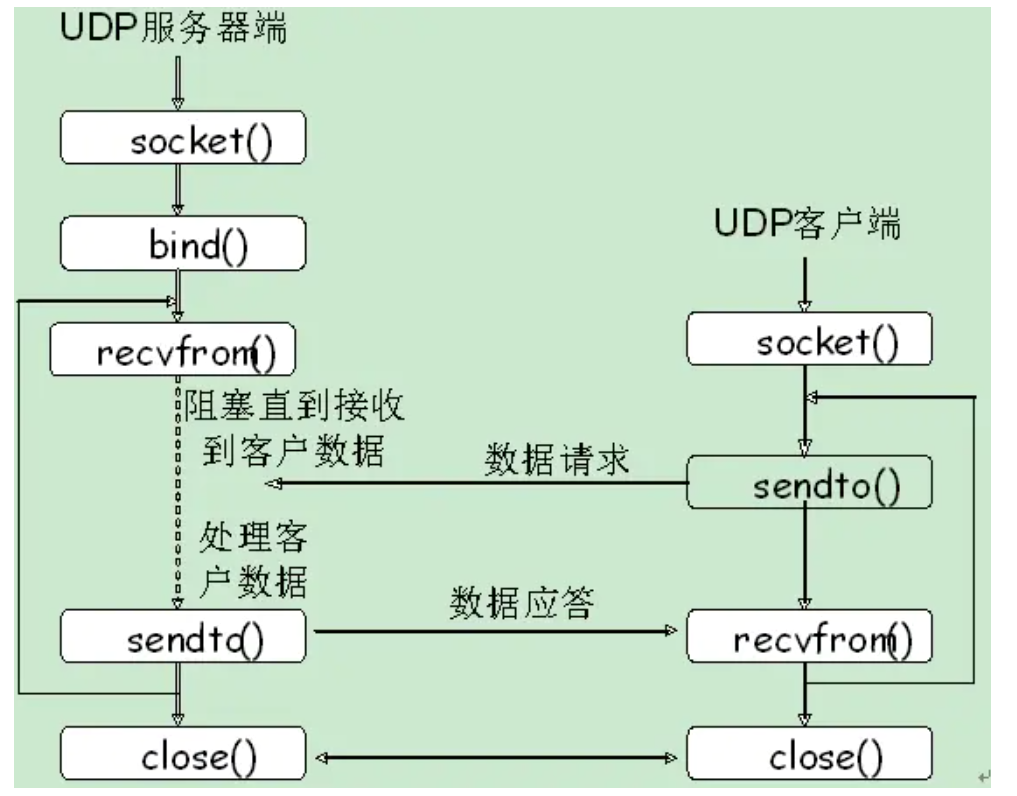 UDP服务器端
socket()
bind()
recvfrom()
阻塞直到接收
到客户数据
处理客
户数据
sendto()
close()
数据请求
数据应答
UDP客户端
socket()
sendto()
recvfrom()
close()